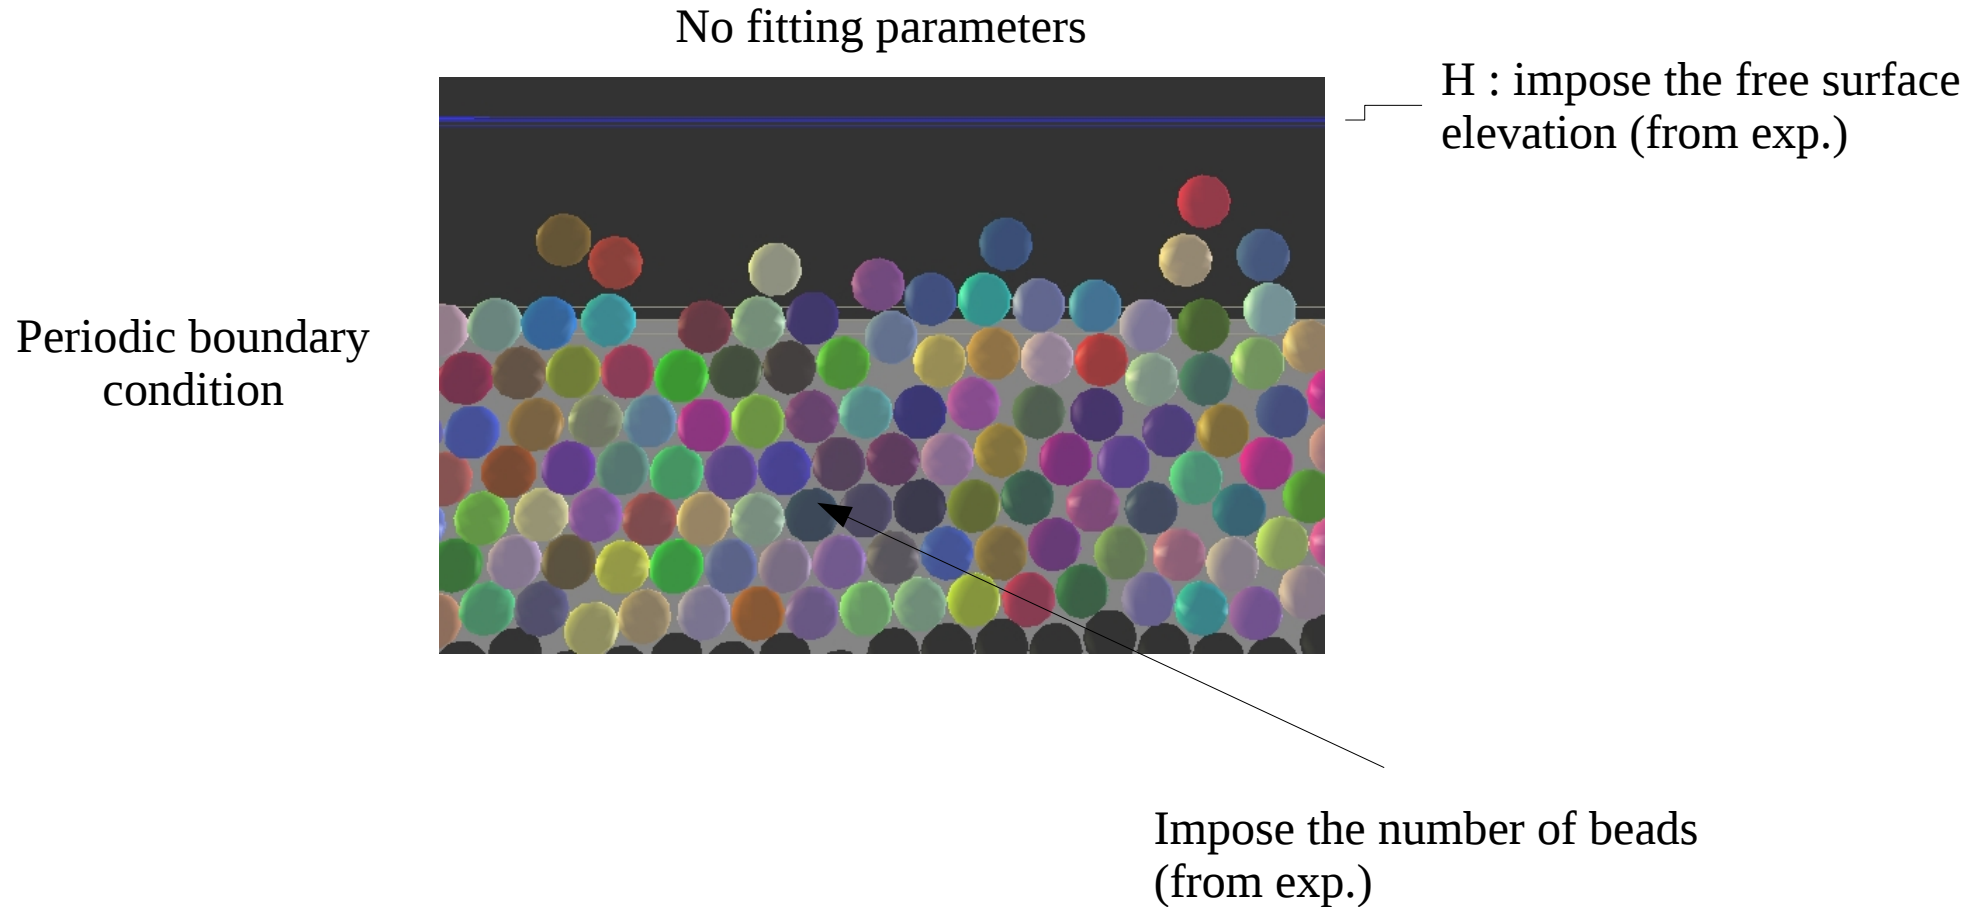 No fitting parameters
H : impose the free surface
elevation (from exp.)
Periodic boundary
condition
Impose the number of beads
(from exp.)